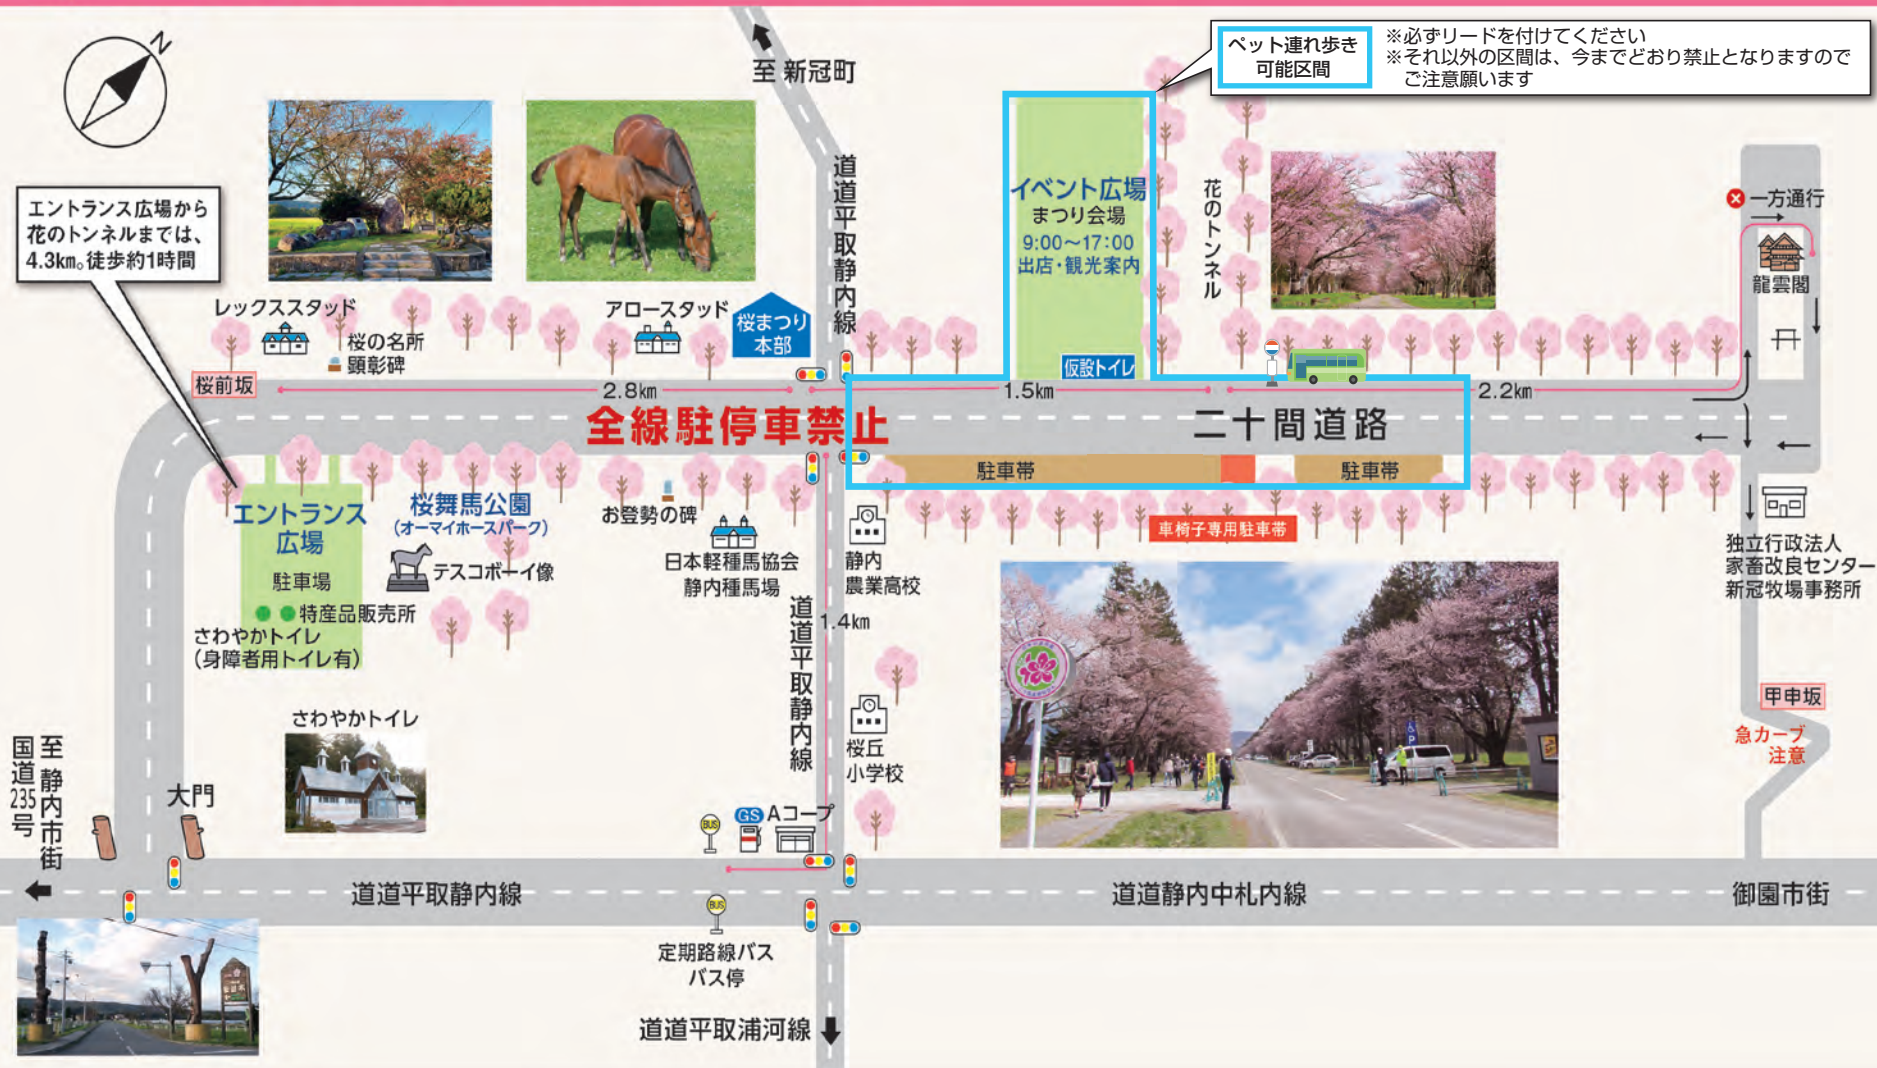 N
至 新冠町
ペット連れ歩き
可能区間
※必ずリードを付けてください
※それ以外の区間は、今までどおり禁止となりますので
ご注意願います
エントランス広場から
花のトンネルまでは、
4.3km。徒歩約1時間
道道平取静内線
イベント広場
まつり会場
9:00～17:00
出店・観光案内
仮設トイレ
花のトンネル
一方通行
龍雲閣
レックススタッド
桜の名所
顕彰碑
アロースタッド
桜まつり
本部
桜前坂
2.8km
1.5km
2.2km
全線駐停車禁止
二十間道路
駐車帯
駐車帯
車椅子専用駐車帯
エントランス
広場
駐車場
特産品販売所
さわやかトイレ
(身障者用トイレ有)
桜舞馬公園
(オーマイホースパーク)
テスコボーイ像
お登勢の碑
日本軽種馬協会
静内種馬場
静内
農業高校
1.4km
道道平取静内線
桜丘
小学校
独立行政法人
家畜改良センター
新冠牧場事務所
甲申坂
急カーブ
注意
さわやかトイレ
至 静内市街
国道235号
大門
BUS
GS
Aコープ
道道平取静内線
道道静内中札内線
御園市街
BUS
定期路線バス
バス停
道道平取浦河線